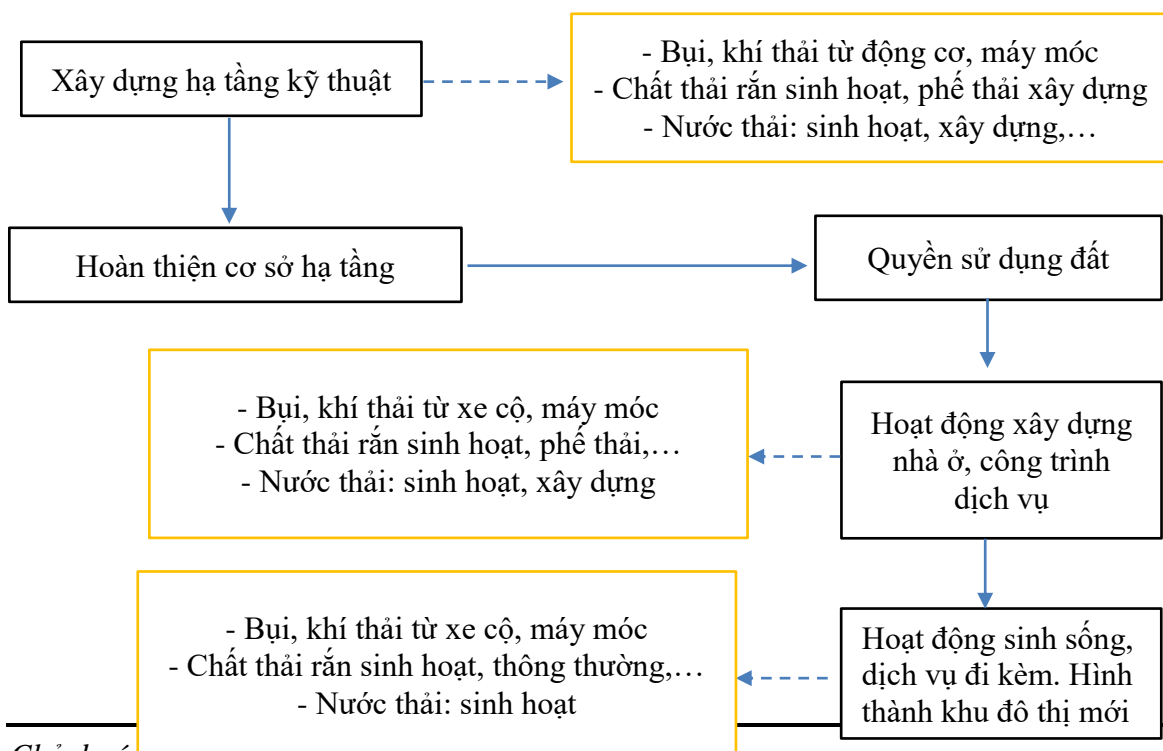 Xây dựng hạ tầng kỹ thuật
- Bụi, khí thải từ động cơ, máy móc
- Chất thải rắn sinh hoạt, phế thải xây dựng
- Nước thải: sinh hoạt, xây dựng,…
Hoàn thiện cơ sở hạ tầng
Quyền sử dụng đất
- Bụi, khí thải từ xe cộ, máy móc
- Chất thải rắn sinh hoạt, phế thải,…
- Nước thải: sinh hoạt, xây dựng
Hoạt động xây dựng
nhà ở, công trình
dịch vụ
- Bụi, khí thải từ xe cộ, máy móc
- Chất thải rắn sinh hoạt, thông thường,…
- Nước thải: sinh hoạt
Hoạt động sinh sống,
dịch vụ đi kèm. Hình
thành khu đô thị mới